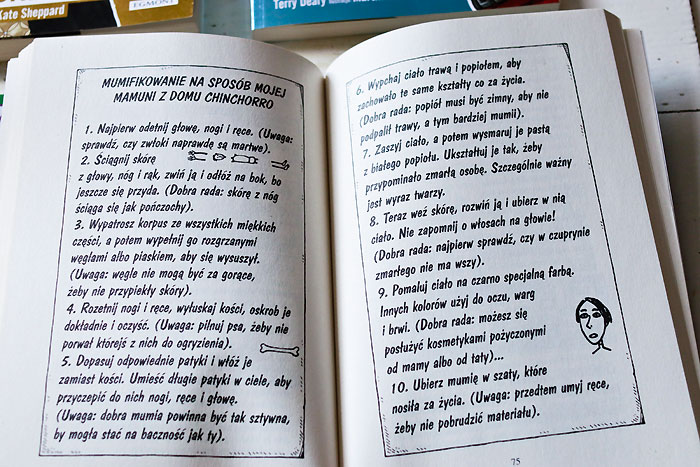 Kate Sheppard
EGMONT
Terry Deary
MUMIFIKOWANIE NA SPOSÓB MOJEJ
MAMUNI Z DOMU CHINCHORRO
1. Najpierw odetnij głowę, nogi i ręce. (Uwaga:
sprawdź, czy zwłoki naprawdę są martwe).
2. Ściągnij skórę
z głowy, nóg i rąk, zwiń ją i odłóż na bok, bo
jeszcze się przyda. (Dobra rada: skórę z nóg
ściąga się jak pończochy).
3. Wypatrosz korpus ze wszystkich miękkich
części, a potem wypełnij go rozgrzanymi
węglami albo piaskiem, aby się wysuszył.
(Uwaga: węgle nie mogą być za gorące,
żeby nie przypiekły skóry).
4. Rozetnij nogi i ręce, wyłuskaj kości, oskrob je
dokładnie i oczyść. (Uwaga: pilnuj psa, żeby nie
porwał którejś z nich do ogryzienia).
5. Dopasuj odpowiednie patyki i włóż je
zamiast kości. Umieść długie patyki w ciele, aby
przyczepić do nich nogi, ręce i głowę.
(Uwaga: dobra mumia powinna być tak sztywna,
by mogła stać na baczność jak ty).
6. Wypchaj ciało trawą i popiołem, aby
zachowało te same kształty co za życia.
(Dobra rada: popiół musi być zimny, aby nie
podpalił trawy, a tym bardziej mumii).
7. Zaszyj ciało, a potem wysmaruj je pastą
z białego popiołu. Ukształtuj je tak, żeby
przypominało zmarłą osobę. Szczególnie ważny
jest wyraz twarzy.
8. Teraz weź skórę, rozwiń ją i ubierz w nią
ciało. Nie zapomnij o włosach na głowie!
(Dobra rada: najpierw sprawdź, czy w czuprynie
zmarłego nie ma wszy).
9. Pomaluj ciało na czarno specjalną farbą.
Innych kolorów użyj do oczu, warg
i brwi. (Dobra rada: możesz się
posłużyć kosmetykami pożyczonymi
od mamy albo od taty)...
10. Ubierz mumię w szaty, które
nosiła za życia. (Uwaga: przedtem umyj ręce,
żeby nie pobrudzić materiału).
75